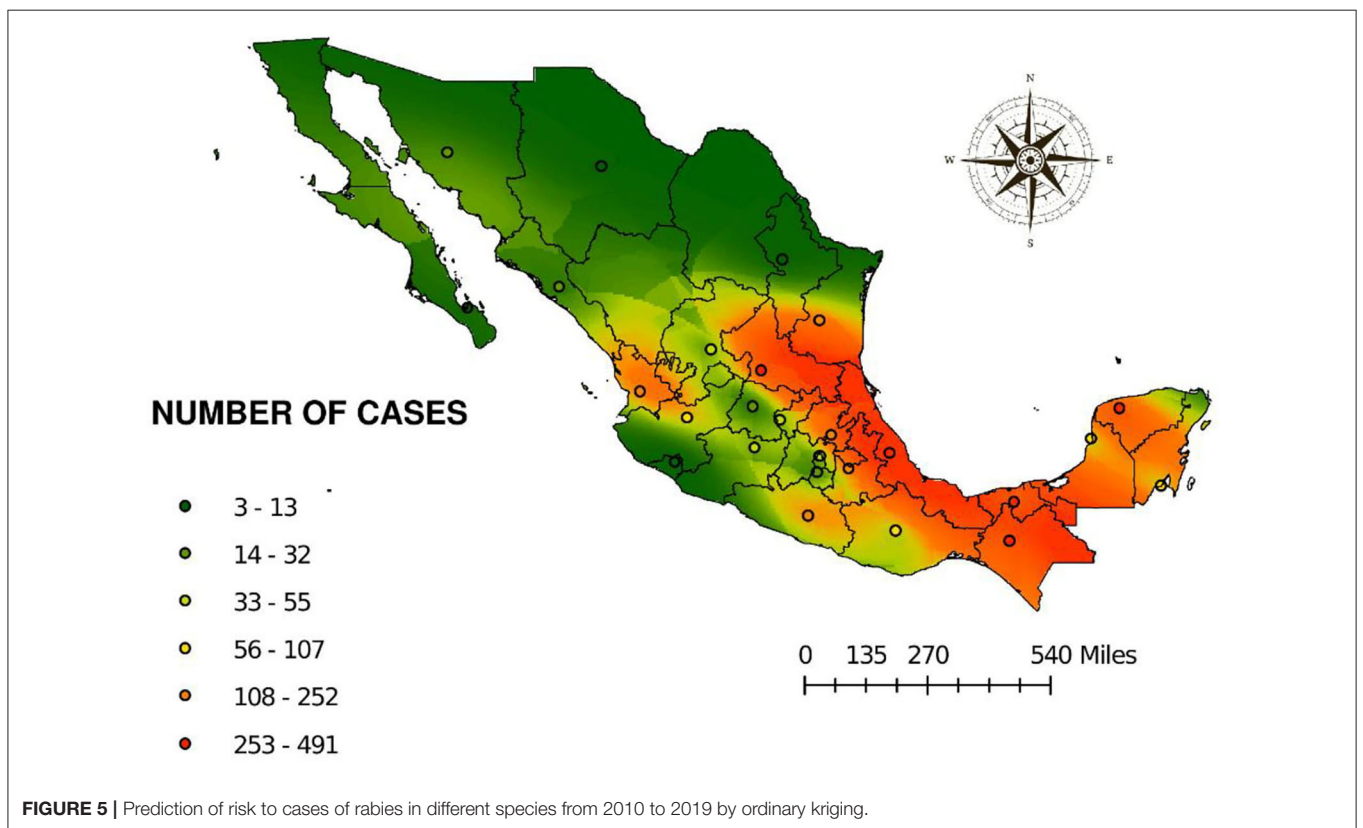 N
W
E
S
NUMBER OF CASES
3 - 13
14 - 32
33 - 55
56 - 107
108 - 252
253 - 491
0 135 270 540 Miles
FIGURE 5 | Prediction of risk to cases of rabies in different species from 2010 to 2019 by ordinary kriging.